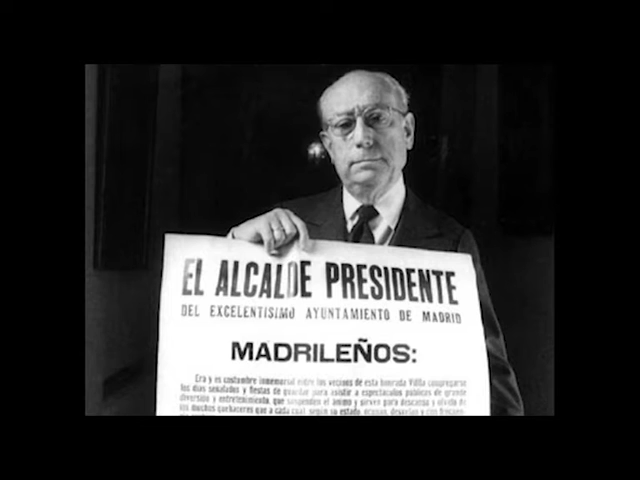 EL ALCALDE PRESIDENTE
DEL EXCELENTISIMO AYUNTAMIENTO DE MADRID
MADRILEÑOS:
Era y es costumbre inmemorial entre los vecinos de esta honrada Villa congregarse
los días señalados y fiestas de guardar para asistir a espectáculos públicos de grande
diversión y entretenimiento, que suspenden el ánimo y sirven para descanso y olvido de
los muchos quehaceres que a cada cual, según su estado, ocupan,